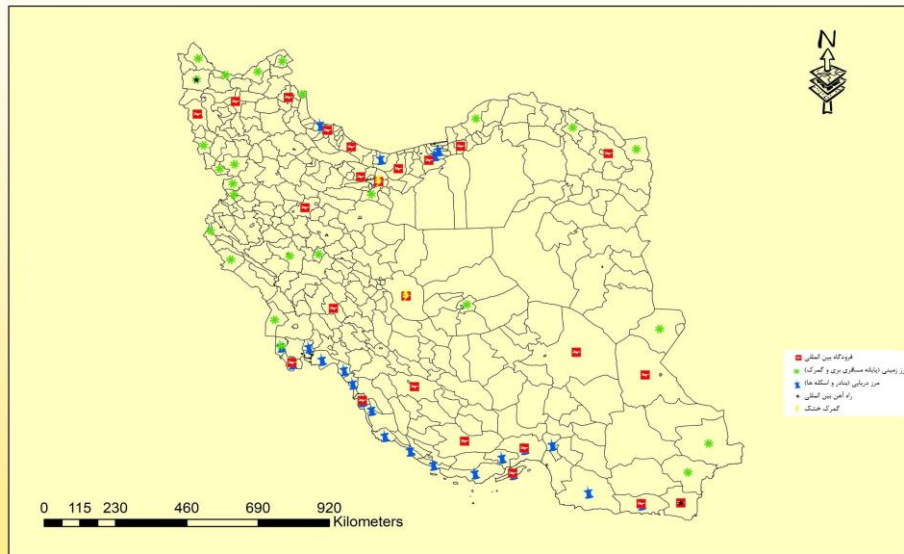 N
فرودگاه بین المللی
رز زمینی (پایانه مسافری بری و گمرک)
مرز دریایی (بنادر و اسکله ها)
راه آهن بین المللی
گمرک خشک
0 115 230 460 690 920
Kilometers